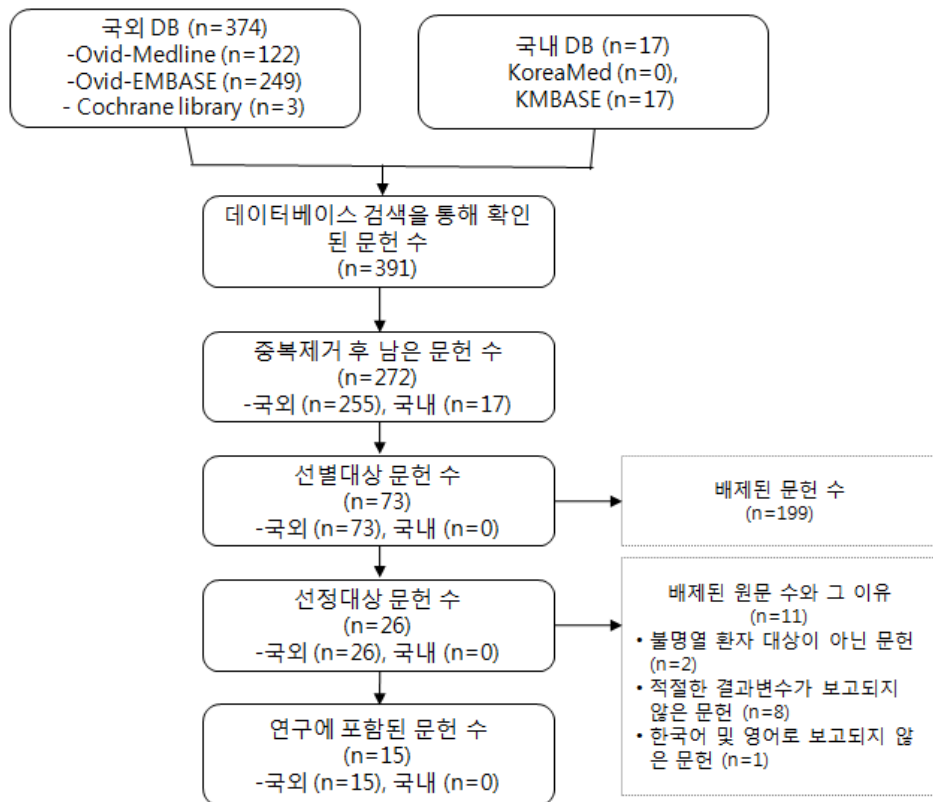 국외 DB (n=374)
-Ovid-Medline (n=122)
-Ovid-EMBASE (n=249)
- Cochrane library (n=3)
국내 DB (n=17)
KoreaMed (n=0),
KMBASE (n=17)
데이터베이스 검색을 통해 확인
된 문헌 수
(n=391)
중복제거 후 남은 문헌 수
(n=272)
-국외 (n=255), 국내 (n=17)
선별대상 문헌 수
(n=73)
-국외 (n=73), 국내 (n=0)
배제된 문헌 수
(n=199)
선정대상 문헌 수
(n=26)
-국외 (n=26), 국내 (n=0)
배제된 원문 수와 그 이유
(n=11)
• 불명열 환자 대상이 아닌 문헌
(n=2)
• 적절한 결과변수가 보고되지
않은 문헌 (n=8)
• 한국어 및 영어로 보고되지 않
은 문헌 (n=1)
연구에 포함된 문헌 수
(n=15)
-국외 (n=15), 국내 (n=0)